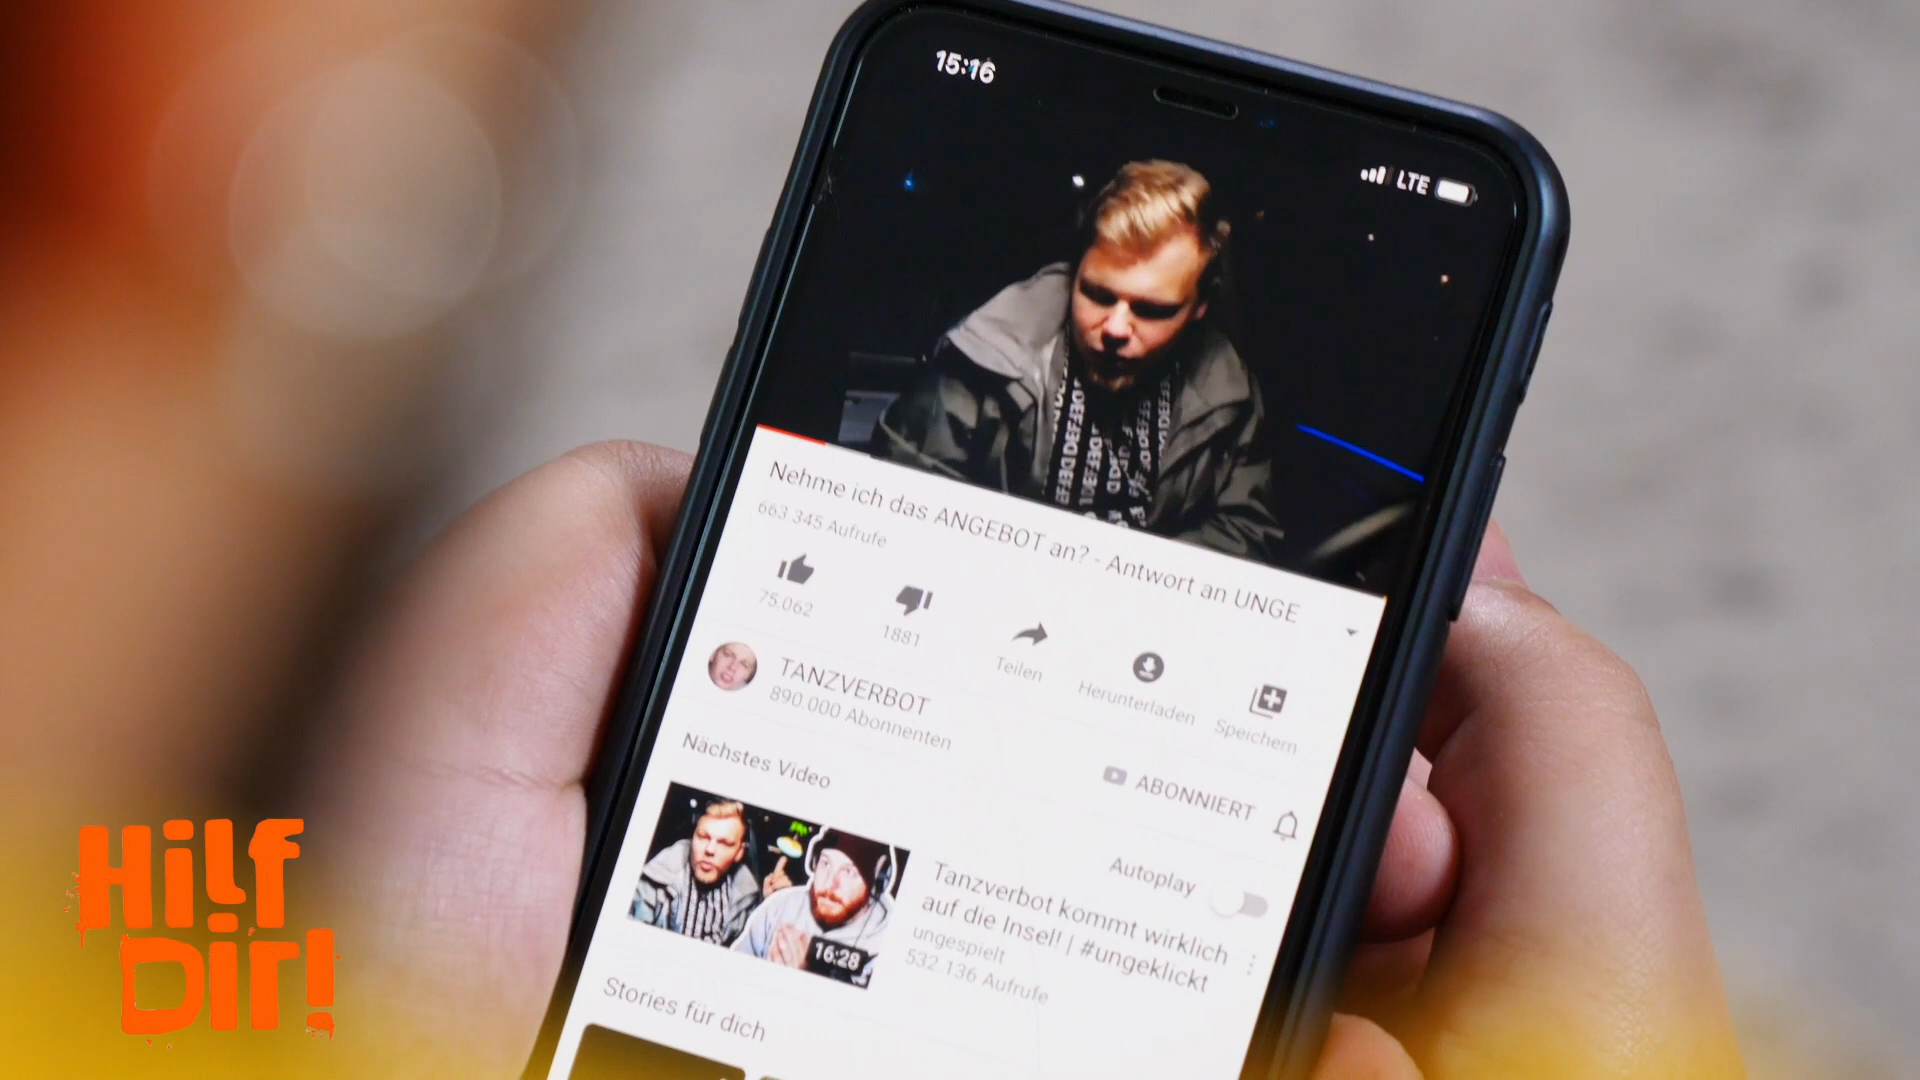 15:16
LTE
Nehme ich das ANGEBOT an? - Antwort an UNGE
663.345 Aufrufe
75.062
1881
Teilen
Herunterladen
Speichern
TANZVERBOT
890.000 Abonnenten
ABONNIERT
Nächstes Video
Autoplay
16:28
Tanzverbot kommt wirklich
auf die Insel! | #ungeklickt
ungespielt
532.136 Aufrufe
Stories für dich
Hilf
Dir!